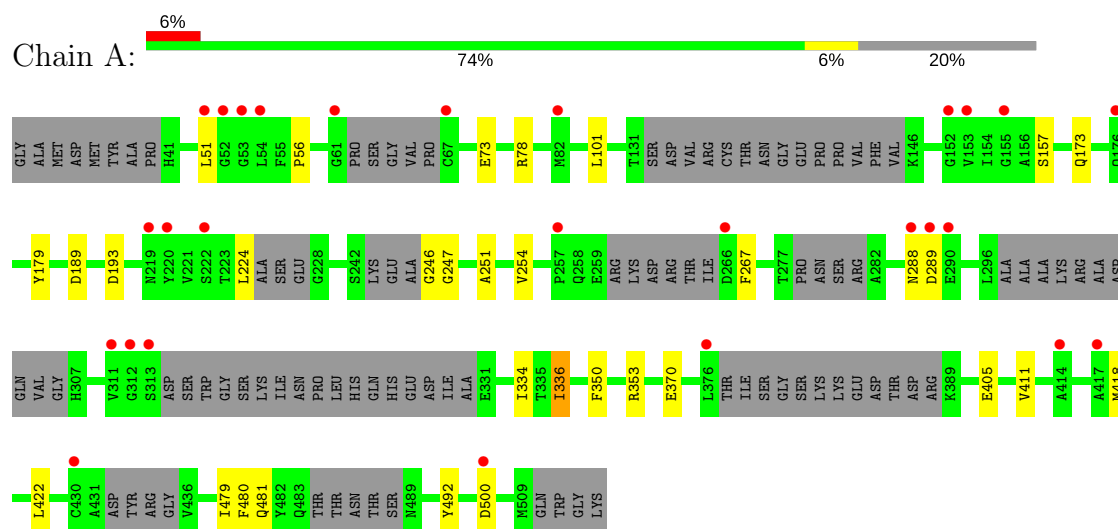 6%
Chain A:
74% 6% 20%
GLY ALA MET ASP MET TYR ALA PRO H41 L51 G52 G53 L54 F55 P56 G61 PRO SER GLY VAL PRO C67 E73 R78 M82 L101 T131 SER ASP VAL ARG CYS THR ASN GLY GLU PRO PRO VAL PHE VAL K146 G152 V153 I154 G155 A156 S157 Q173 Q176
Y179 D189 D193 N219 Y220 V221 S222 T223 L224 ALA SER GLU G228 S242 LYS GLU ALA G246 G247 A251 V254 P257 Q258 E259 ARG LYS ASP ARG THR ILE D266 F267 T277 PRO ASN SER ARG A282 N288 D289 E290 L296 ALA ALA ALA LYS ARG ALA ASP
GLN VAL GLY H307 V311 G312 S313 ASP SER TRP GLY SER LYS ILE ASN PRO LEU HIS GLN HIS GLU ASP ILE ALA E331 I334 T335 I336 F350 R353 E370 L376 THR ILE SER GLY SER LYS LYS GLU ASP THR ASP ARG K389 E405 V411 A414 A417 M418
L422 C430 A431 ASP TYR ARG GLY V436 I479 F480 Q481 Y482 Q483 THR THR ASN THR SER N489 Y492 D500 M509 GLN TRP GLY LYS